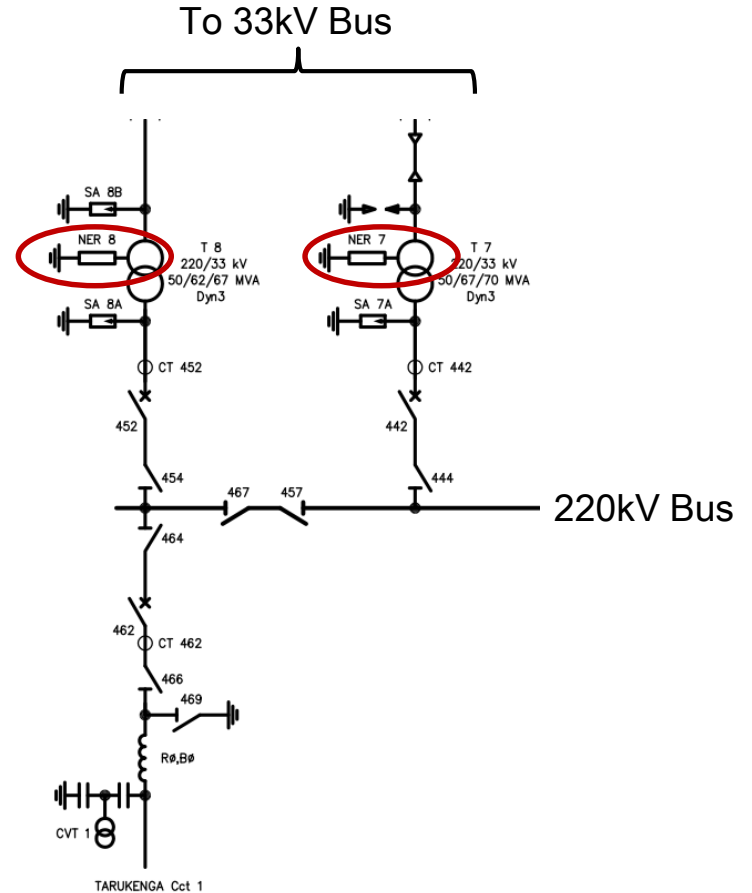 To 33kV Bus
SA 8B
NER 8
T 8
220/33 kV
50/62/67 MVA
Dyn3
SA 8A
NER 7
T 7
220/33 kV
50/67/70 MVA
Dyn3
SA 7A
CT 452
CT 442
452
442
454
444
467
457
220kV Bus
464
462
CT 462
466
469
RØ,BØ
CVT 1
TARUKENGA Cct 1